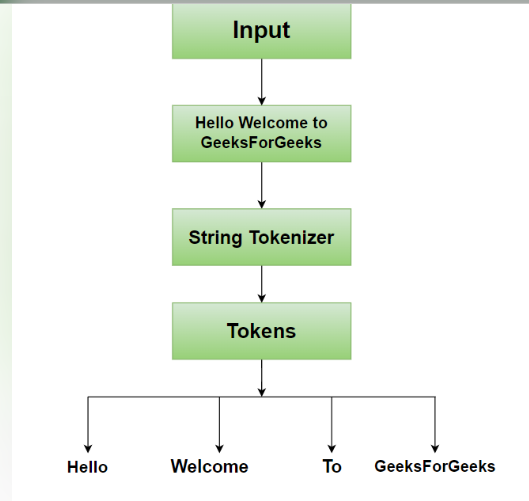 Input
Hello Welcome to
GeeksForGeeks
String Tokenizer
Tokens
Hello Welcome To GeeksForGeeks